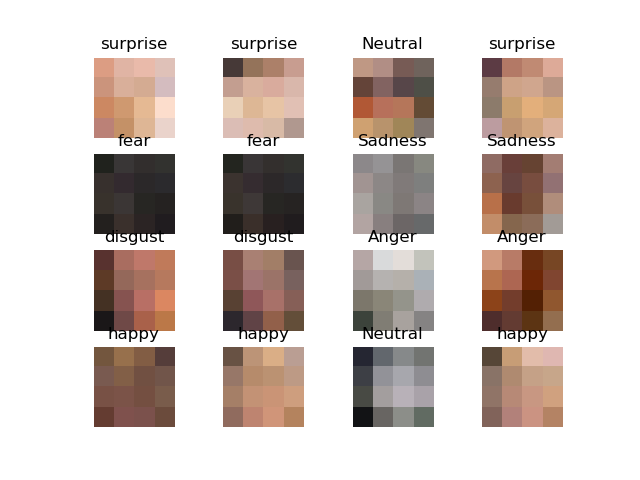 surprise surprise Neutral surprise
fear fear Sadness Sadness
disgust disgust Anger Anger
happy happy Neutral happy